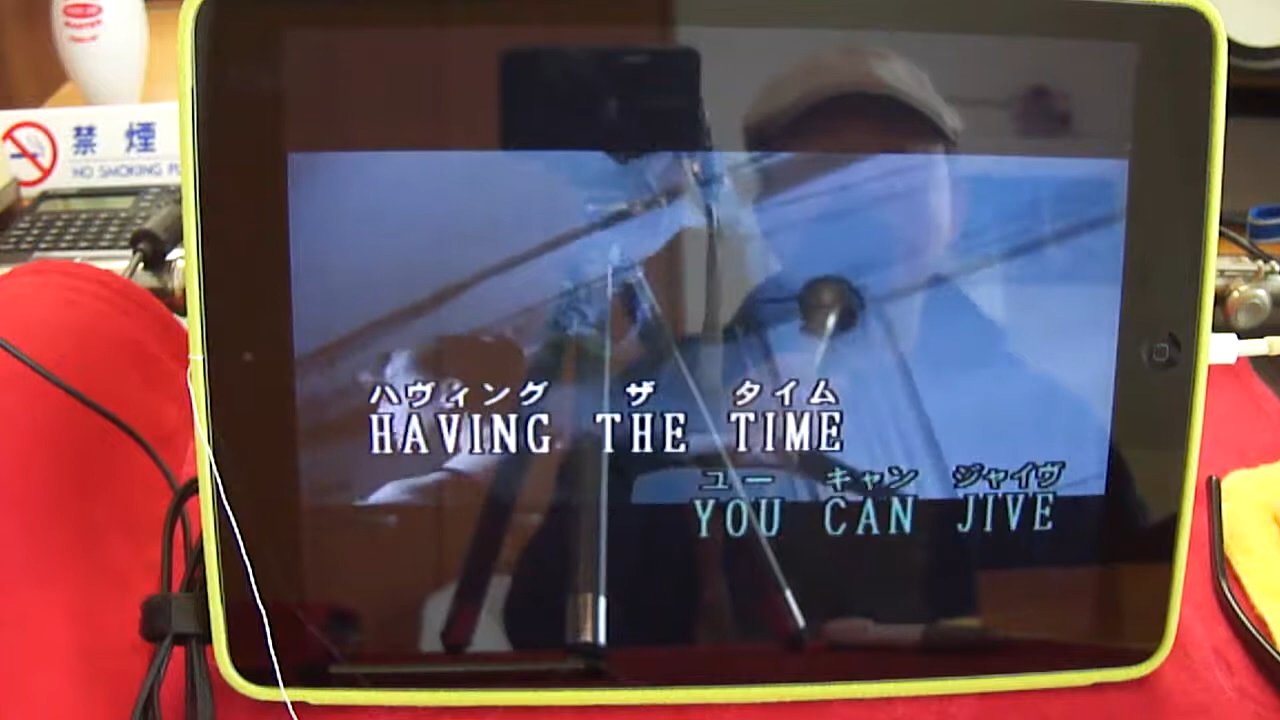 禁 煙
NO SMOKING
ハヴィング ザ タイム
HAVING THE TIME
ユー キャン ジャイヴ
YOU CAN JIVE